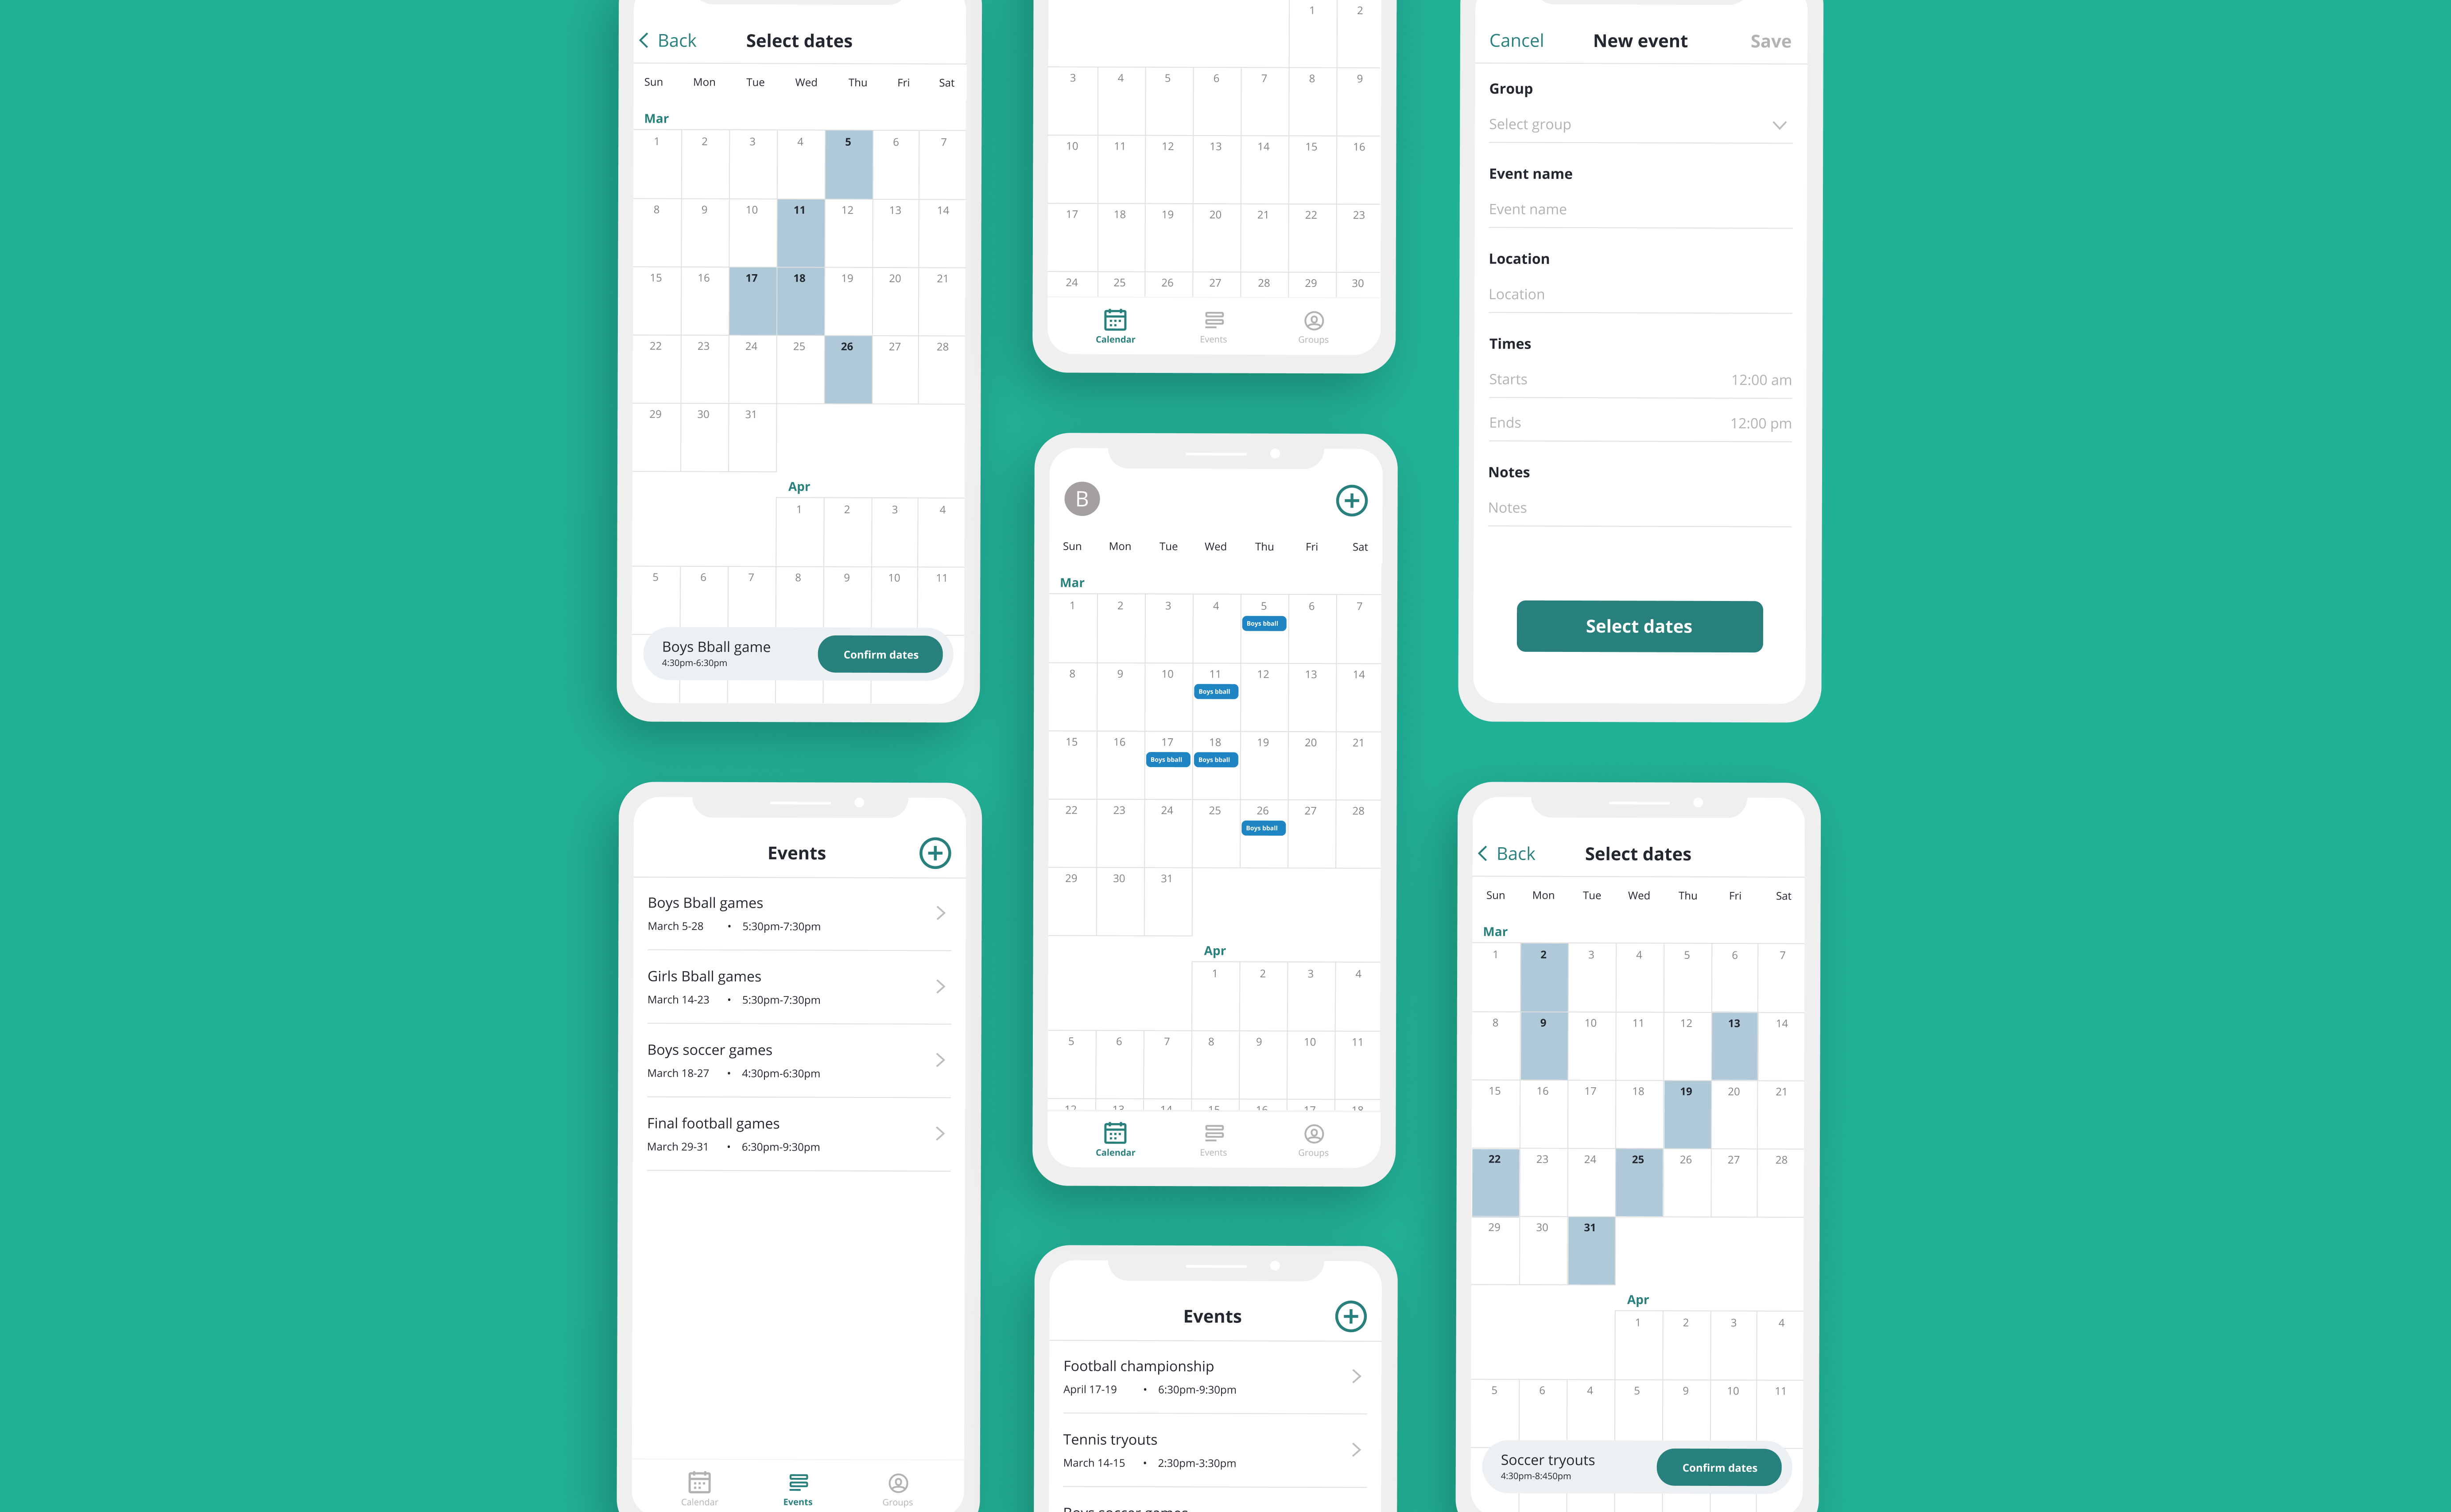 Back Select dates
Sun Mon Tue Wed Thu Fri Sat
Mar
1 2 3 4 5 6 7
8 9 10 11 12 13 14
15 16 17 18 19 20 21
22 23 24 25 26 27 28
29 30 31
Apr
1 2 3 4
5 6 7 8 9 10 11
Boys Bball game
4:30pm-6:30pm
Confirm dates
1 2
3 4 5 6 7 8 9
10 11 12 13 14 15 16
17 18 19 20 21 22 23
24 25 26 27 28 29 30
Calendar Events Groups
Cancel New event Save
Group
Select group
Event name
Event name
Location
Location
Times
Starts 12:00 am
Ends 12:00 pm
Notes
Notes
Select dates
B
Sun Mon Tue Wed Thu Fri Sat
Mar
1 2 3 4 5 6 7
Boys bball
8 9 10 11 12 13 14
Boys bball
15 16 17 18 19 20 21
Boys bball Boys bball
22 23 24 25 26 27 28
Boys bball
29 30 31
Apr
1 2 3 4
5 6 7 8 9 10 11
12 13 14 15 16 17 18
Calendar Events Groups
Events
Boys Bball games
March 5-28 • 5:30pm-7:30pm
Girls Bball games
March 14-23 • 5:30pm-7:30pm
Boys soccer games
March 18-27 • 4:30pm-6:30pm
Final football games
March 29-31 • 6:30pm-9:30pm
Calendar Events Groups
Events
Football championship
April 17-19 • 6:30pm-9:30pm
Tennis tryouts
March 14-15 • 2:30pm-3:30pm
Boys soccer games
Back Select dates
Sun Mon Tue Wed Thu Fri Sat
Mar
1 2 3 4 5 6 7
8 9 10 11 12 13 14
15 16 17 18 19 20 21
22 23 24 25 26 27 28
29 30 31
Apr
1 2 3 4
5 6 4 5 9 10 11
Soccer tryouts
4:30pm-8:450pm
Confirm dates